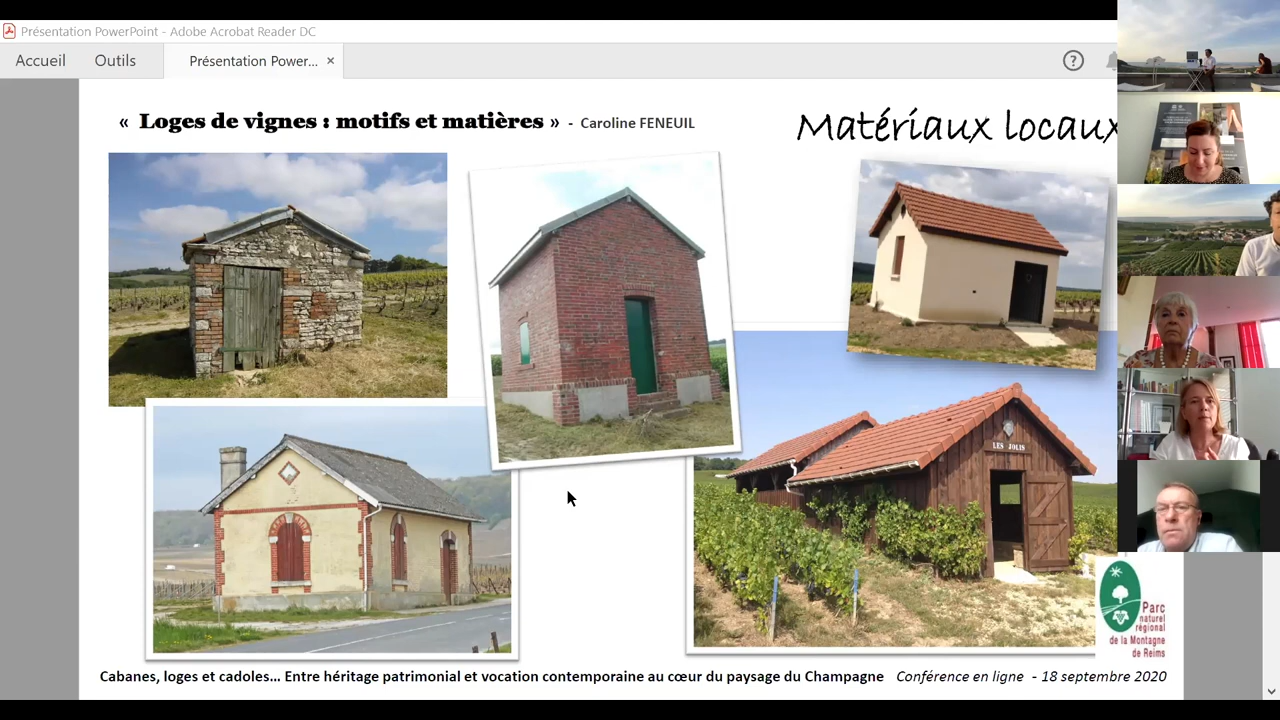 Présentation PowerPoint - Adobe Acrobat Reader DC
Accueil
Outils
Présentation Power... ×
?
« Loges de vignes : motifs et matières » - Caroline FENEUIL
Matériaux locaux
LES JOLIS
Parc
naturel
régional
de la Montagne
de Reims
Cabanes, loges et cadoles... Entre héritage patrimonial et vocation contemporaine au cœur du paysage du Champagne Conférence en ligne - 18 septembre 2020